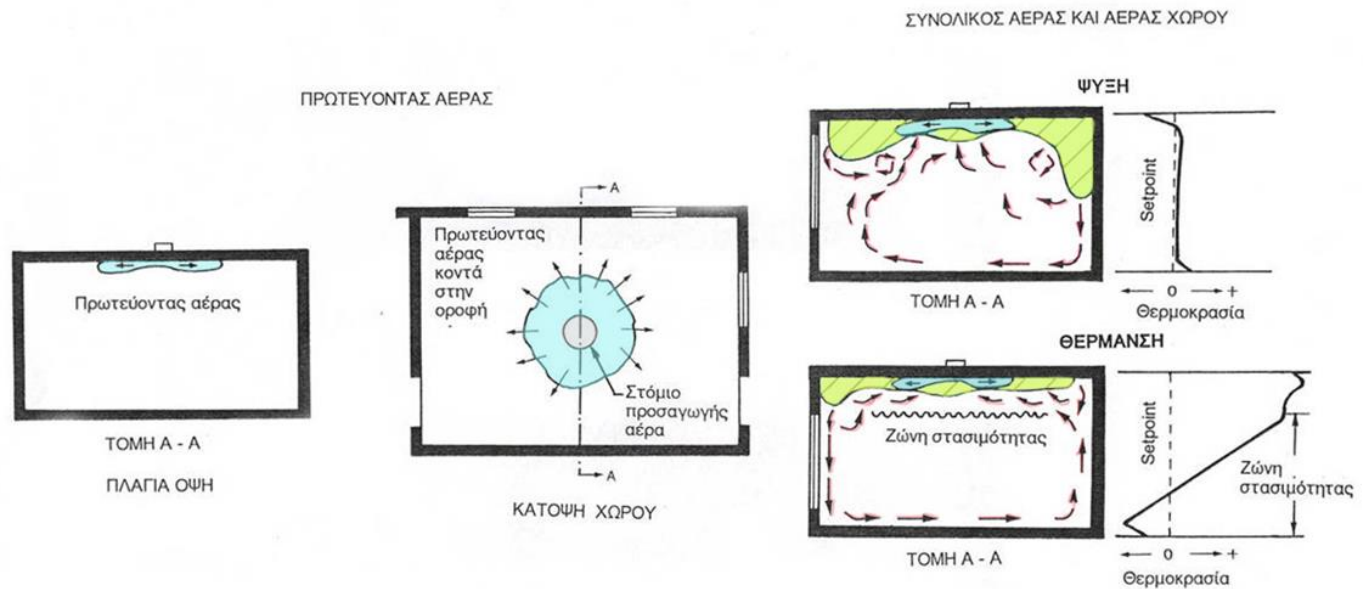 ΣΥΝΟΛΙΚΟΣ ΑΕΡΑΣ ΚΑΙ ΑΕΡΑΣ ΧΩΡΟΥ
ΠΡΩΤΕΥΟΝΤΑΣ ΑΕΡΑΣ
Πρωτεύοντας αέρας
ΤΟΜΗ Α - Α
ΠΛΑΓΙΑ ΟΨΗ
A
Πρωτεύοντας
αέρας
κοντά
στην
οροφή
Στόμιο
προσαγωγής
αέρα
A
ΚΑΤΟΨΗ ΧΩΡΟΥ
ΨΥΞΗ
Setpoint
ΤΟΜΗ Α - Α
0 +
Θερμοκρασία
ΘΕΡΜΑΝΣΗ
Ζώνη στασιμότητας
Setpoint
Ζώνη
στασιμότητας
ΤΟΜΗ Α - Α
0 +
Θερμοκρασία